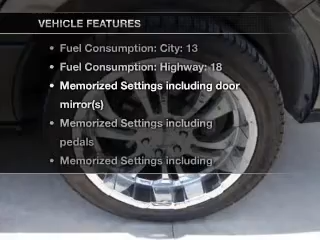 VEHICLE FEATURES
• Fuel Consumption: City: 13
• Fuel Consumption: Highway: 18
• Memorized Settings including door
mirror(s)
• Memorized Settings including
pedals
• Memorized Settings including